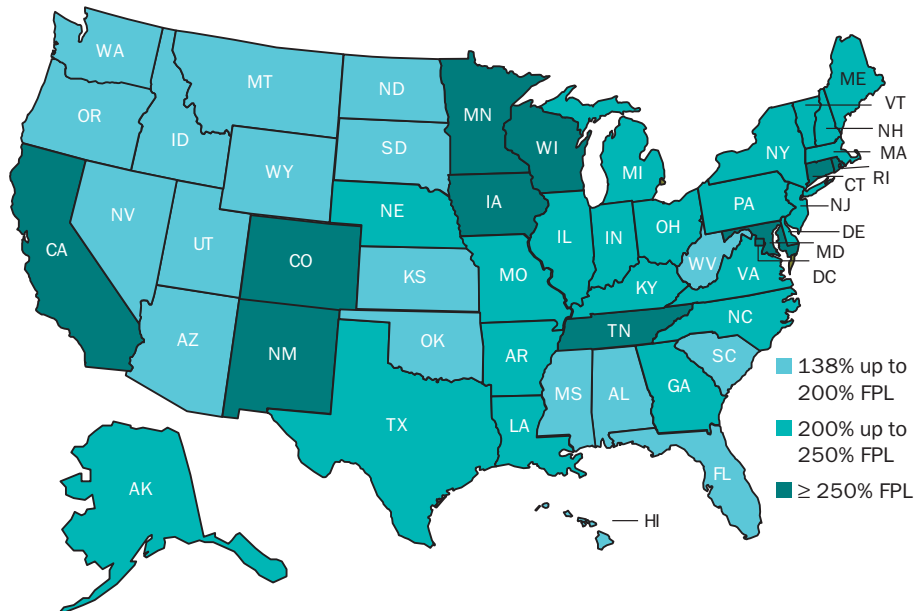 WA
MT
ND
MN
ME
VT
OR
ID
SD
WI
NH
NY
MA
MI
WY
RI
CT
NE
IA
PA
NJ
NV
OH
IL
IN
DE
CA
UT
CO
MD
WV
KS
MO
VA
DC
KY
NC
AZ
OK
TN
NM
AR
SC
138% up to
200% FPL
MS
AL
GA
TX
LA
200% up to
250% FPL
FL
AK
≥ 250% FPL
HI